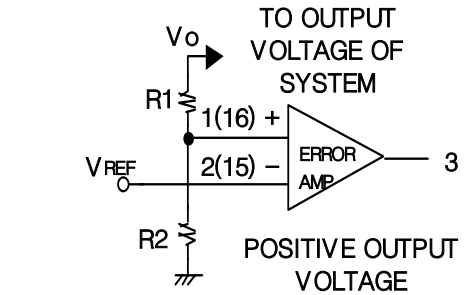 TO OUTPUT
VOLTAGE OF
SYSTEM
Vo
R1
1(16) +
ERROR
AMP
3
VREF
2(15) −
R2
POSITIVE OUTPUT
VOLTAGE